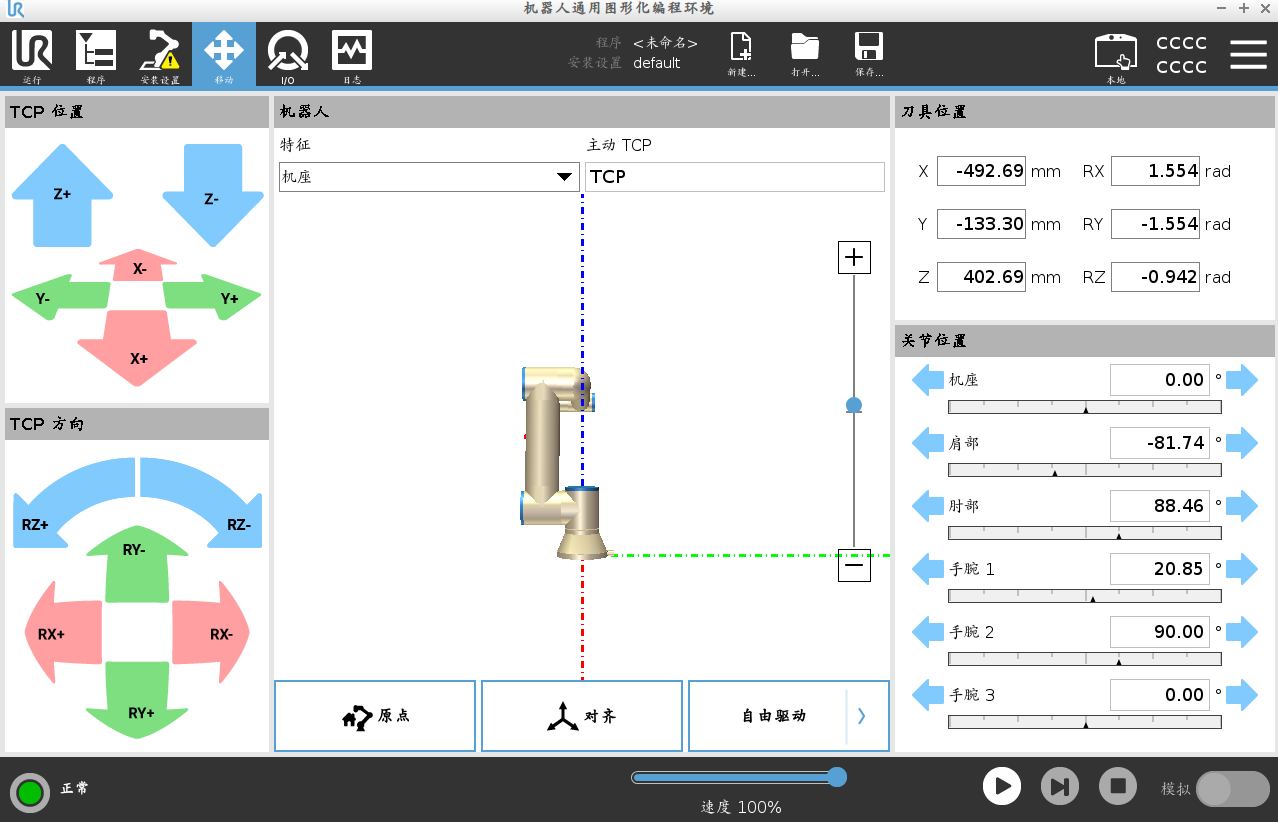 UR
机器人通用图形化编程环境
UR
运行
程序
安装设置
移动
I/O
日志
程序 <未命名>
安装设置 default
新建...
打开...
保存...
本地
CCCC
CCCC
TCP 位置
Z+
Z-
X-
Y-
Y+
X+
TCP 方向
RZ+
RZ-
RY-
RX+
RX-
RY+
机器人
特征
主动 TCP
机座
TCP
+
−
原点
对齐
自由驱动
刀具位置
X -492.69 mm RX 1.554 rad
Y -133.30 mm RY -1.554 rad
Z 402.69 mm RZ -0.942 rad
关节位置
机座 0.00 °
肩部 -81.74 °
肘部 88.46 °
手腕 1 20.85 °
手腕 2 90.00 °
手腕 3 0.00 °
正常
速度 100%
模拟